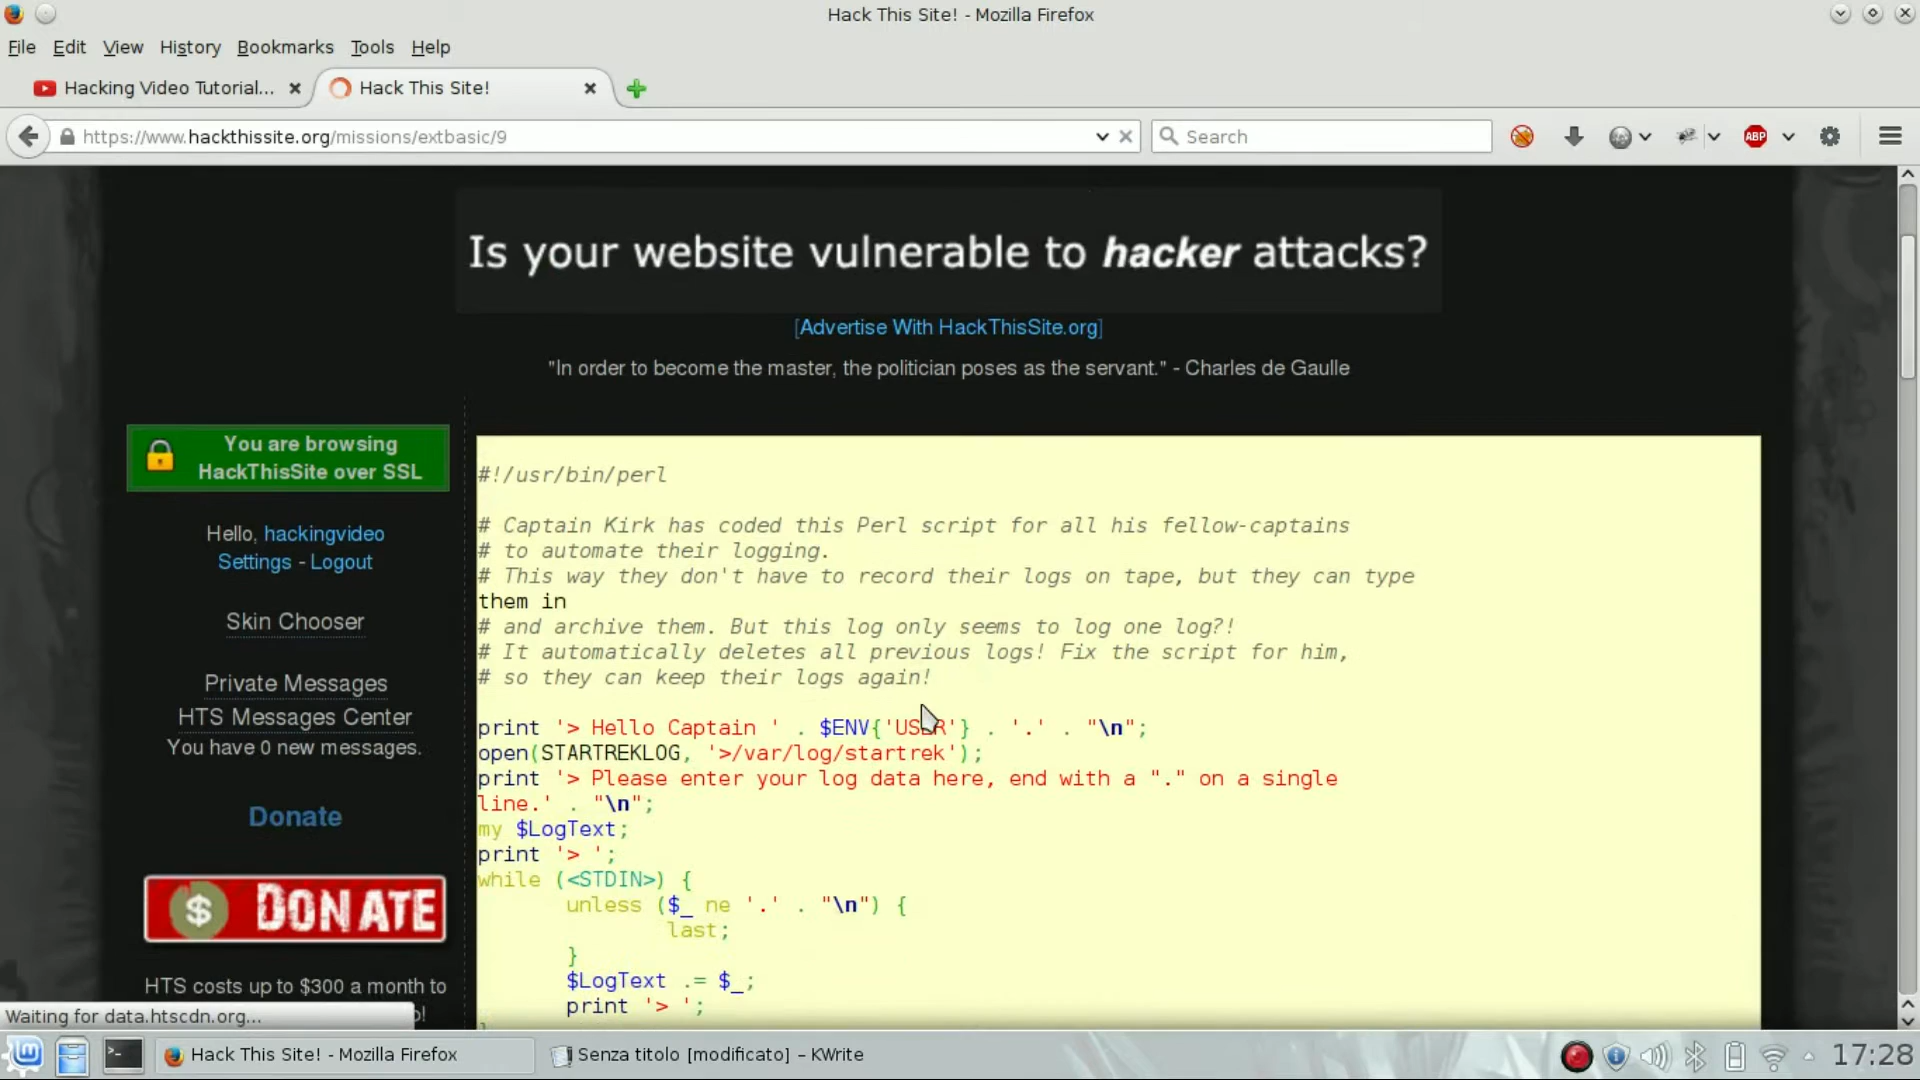 Hack This Site! - Mozilla Firefox
File Edit View History Bookmarks Tools Help
Hacking Video Tutorial...
Hack This Site!
https://www.hackthissite.org/missions/extbasic/9
Search
ABP
Is your website vulnerable to hacker attacks?
[Advertise With HackThisSite.org]
"In order to become the master, the politician poses as the servant." - Charles de Gaulle
You are browsing
HackThisSite over SSL
Hello, hackingvideo
Settings - Logout
Skin Chooser
Private Messages
HTS Messages Center
You have 0 new messages.
Donate
$ DONATE
HTS costs up to $300 a month to
#!/usr/bin/perl
# Captain Kirk has coded this Perl script for all his fellow-captains
# to automate their logging.
# This way they don't have to record their logs on tape, but they can type
them in
# and archive them. But this log only seems to log one log?!
# It automatically deletes all previous logs! Fix the script for him,
# so they can keep their logs again!
print '> Hello Captain ' . $ENV{'USER'} . '.' . "\n";
open(STARTREKLOG, '>/var/log/startrek');
print '> Please enter your log data here, end with a "." on a single
line.' . "\n";
my $LogText;
print '> ';
while (<STDIN>) {
unless ($_ ne '.' . "\n") {
last;
}
$LogText .= $_;
print '> ';
Waiting for data.htscdn.org...
Hack This Site! - Mozilla Firefox
Senza titolo [modificato] – KWrite
17:28